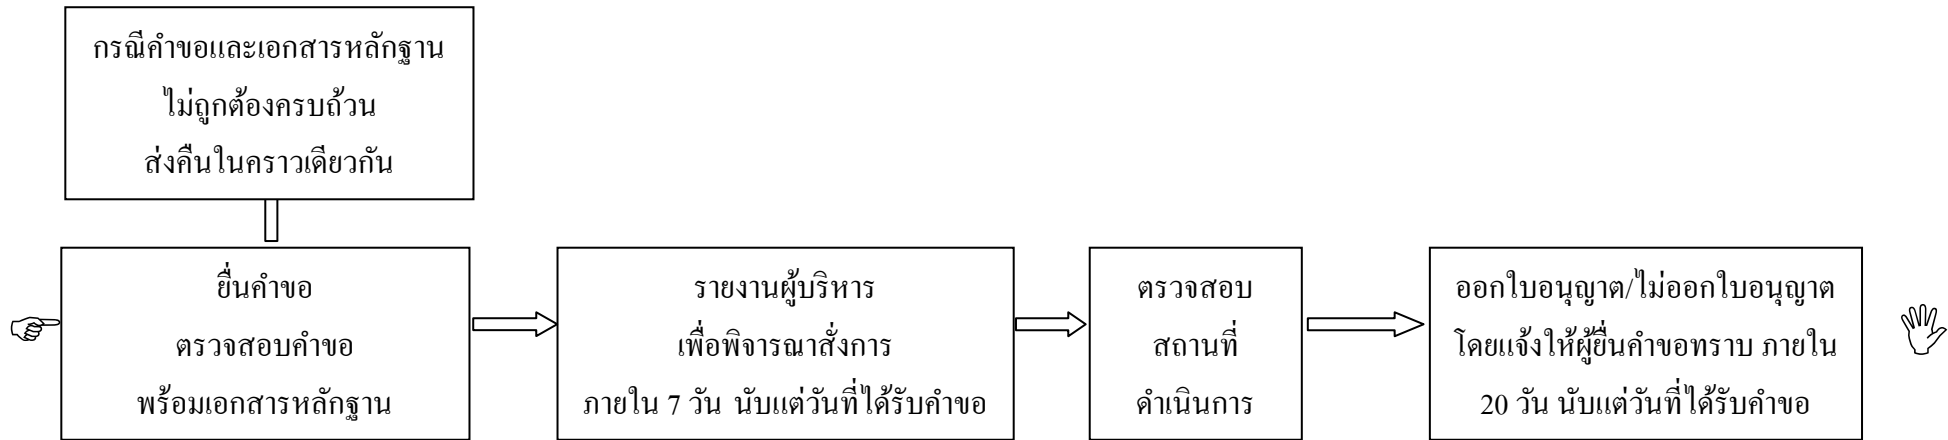 กรณีคำขอและเอกสารหลักฐาน
ไม่ถูกต้องครบถ้วน
ส่งคืนในคราวเดียวกัน
ยื่นคำขอ
ตรวจสอบคำขอ
พร้อมเอกสารหลักฐาน
รายงานผู้บริหาร
เพื่อพิจารณาสั่งการ
ภายใน 7 วัน นับแต่วันที่ได้รับคำขอ
ตรวจสอบ
สถานที่
ดำเนินการ
ออกใบอนุญาต/ไม่ออกใบอนุญาต
โดยแจ้งให้ผู้ยื่นคำขอทราบ ภายใน
20 วัน นับแต่วันที่ได้รับคำขอ